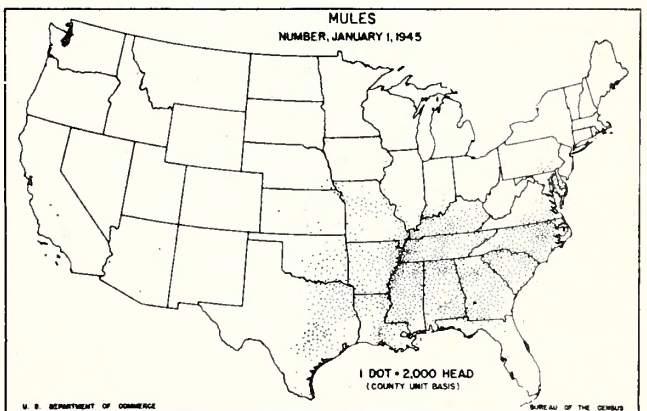 MULES
NUMBER, JANUARY 1, 1945
1 DOT = 2,000 HEAD
(COUNTY UNIT BASIS)
U. S. DEPARTMENT OF COMMERCE
BUREAU OF THE CENSUS